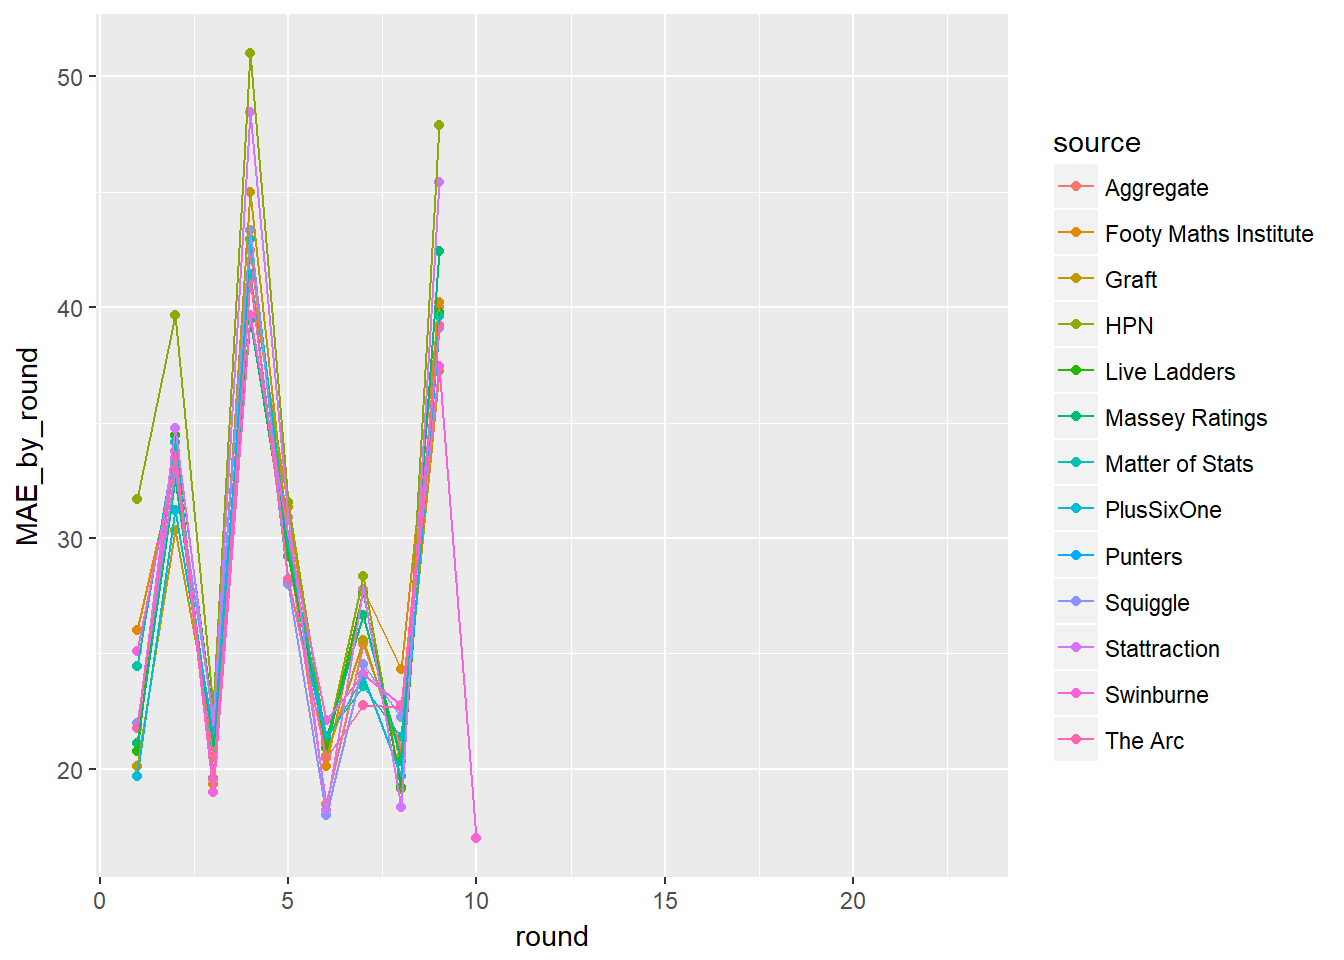 MAE_by_round
50
40
30
20
0
5
10
15
20
round
source
Aggregate
Footy Maths Institute
Graft
HPN
Live Ladders
Massey Ratings
Matter of Stats
PlusSixOne
Punters
Squiggle
Stattraction
Swinburne
The Arc